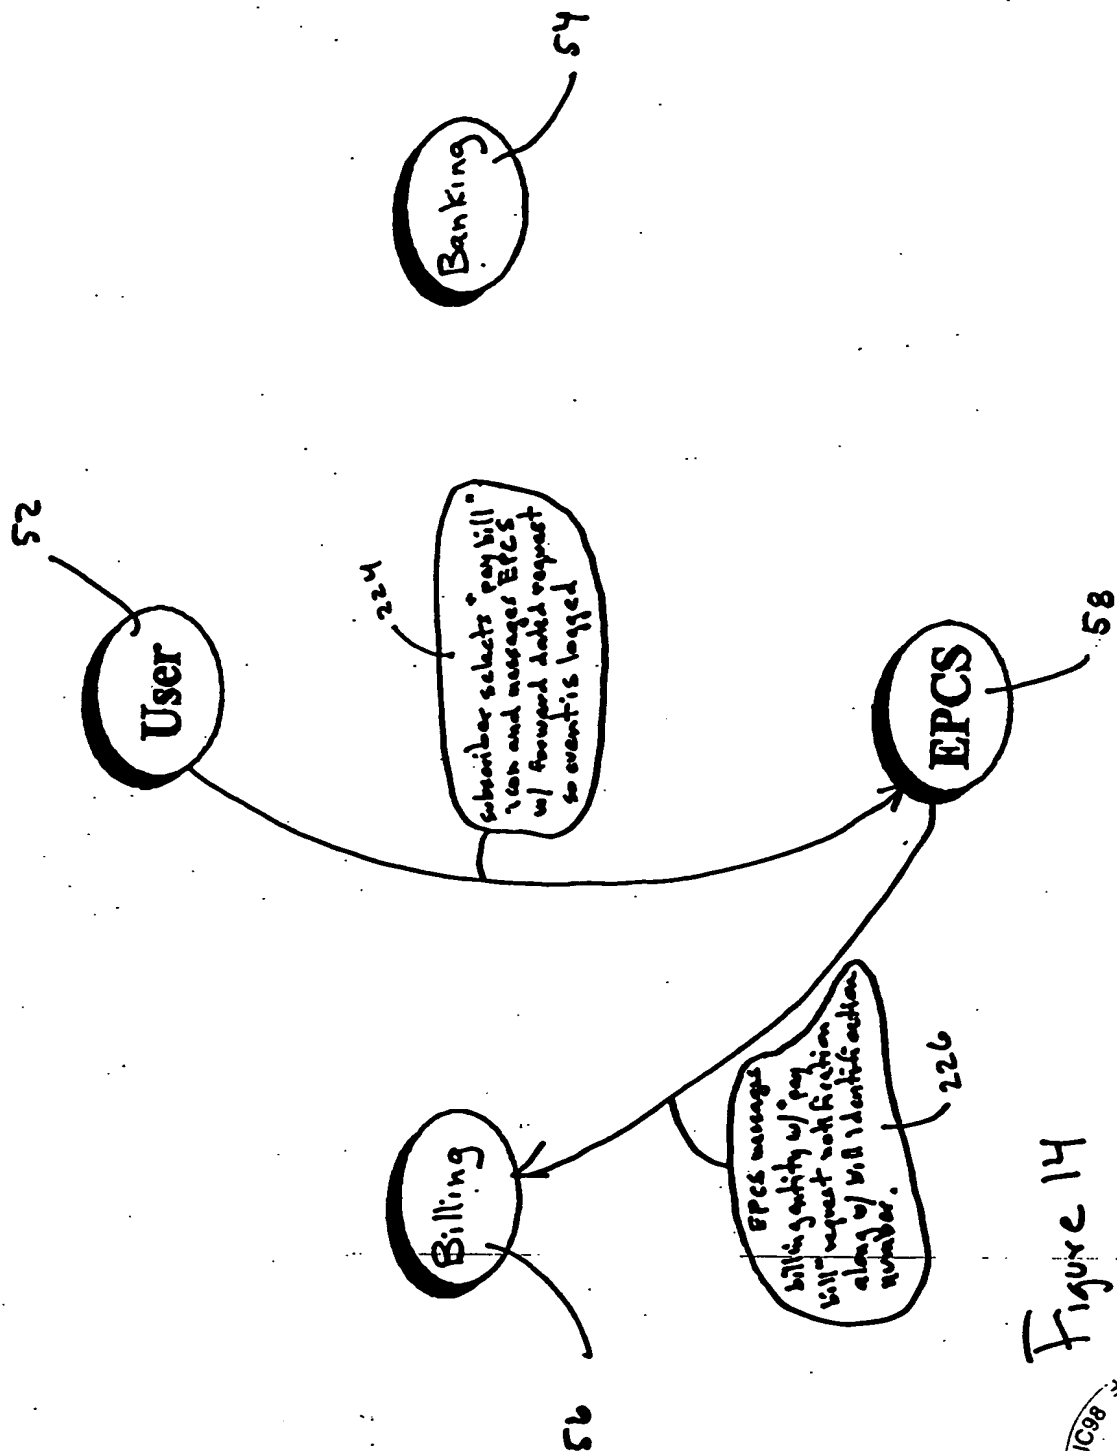 52
User
54
Banking
224
subscriber selects "pay bill"
icon and messages EPCS
w/ forward dated request
so event is logged
Billing
56
EPCS
58
EPCS messages
billing entity w/ "pay
bill" request notification
along w/ bill identification
number.
226
Figure 14
IC98